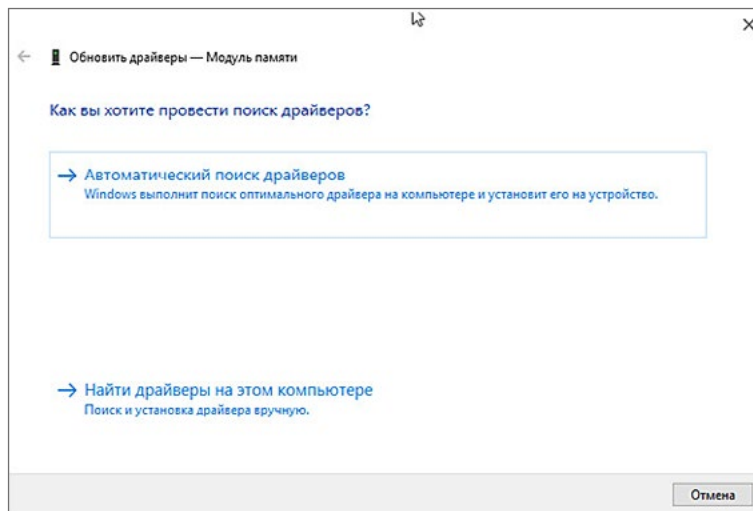 Обновить драйверы — Модуль памяти
Как вы хотите провести поиск драйверов?
Автоматический поиск драйверов
Windows выполнит поиск оптимального драйвера на компьютере и установит его на устройство.
Найти драйверы на этом компьютере
Поиск и установка драйвера вручную.
Отмена